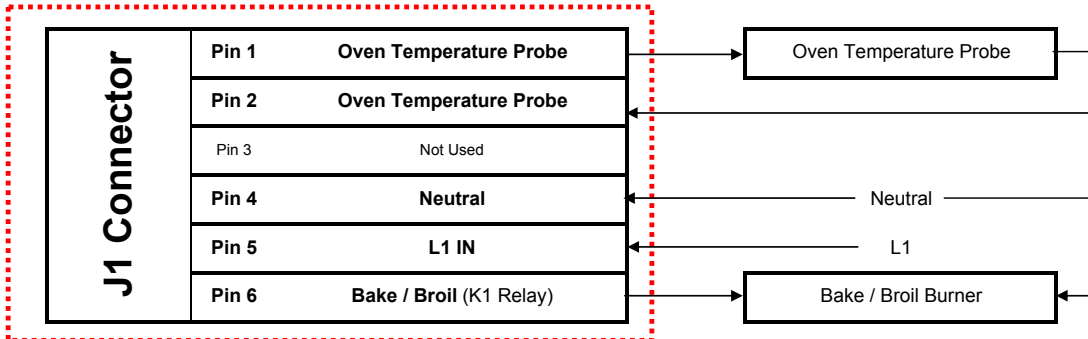 J1 Connector
Pin 1 Oven Temperature Probe Oven Temperature Probe
Pin 2 Oven Temperature Probe
Pin 3 Not Used
Pin 4 Neutral Neutral
Pin 5 L1 IN L1
Pin 6 Bake / Broil (K1 Relay) Bake / Broil Burner